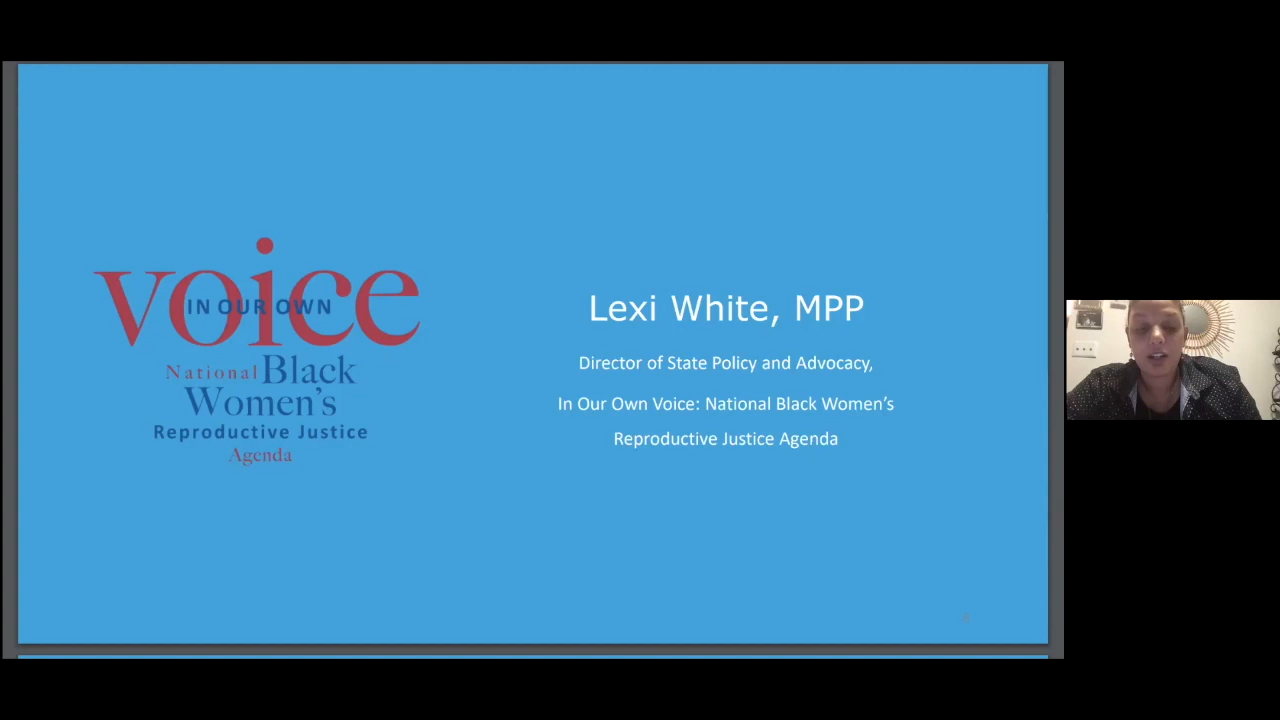 voice
IN OUR OWN
National Black
Women's
Reproductive Justice
Agenda
Lexi White, MPP
Director of State Policy and Advocacy,
In Our Own Voice: National Black Women’s
Reproductive Justice Agenda